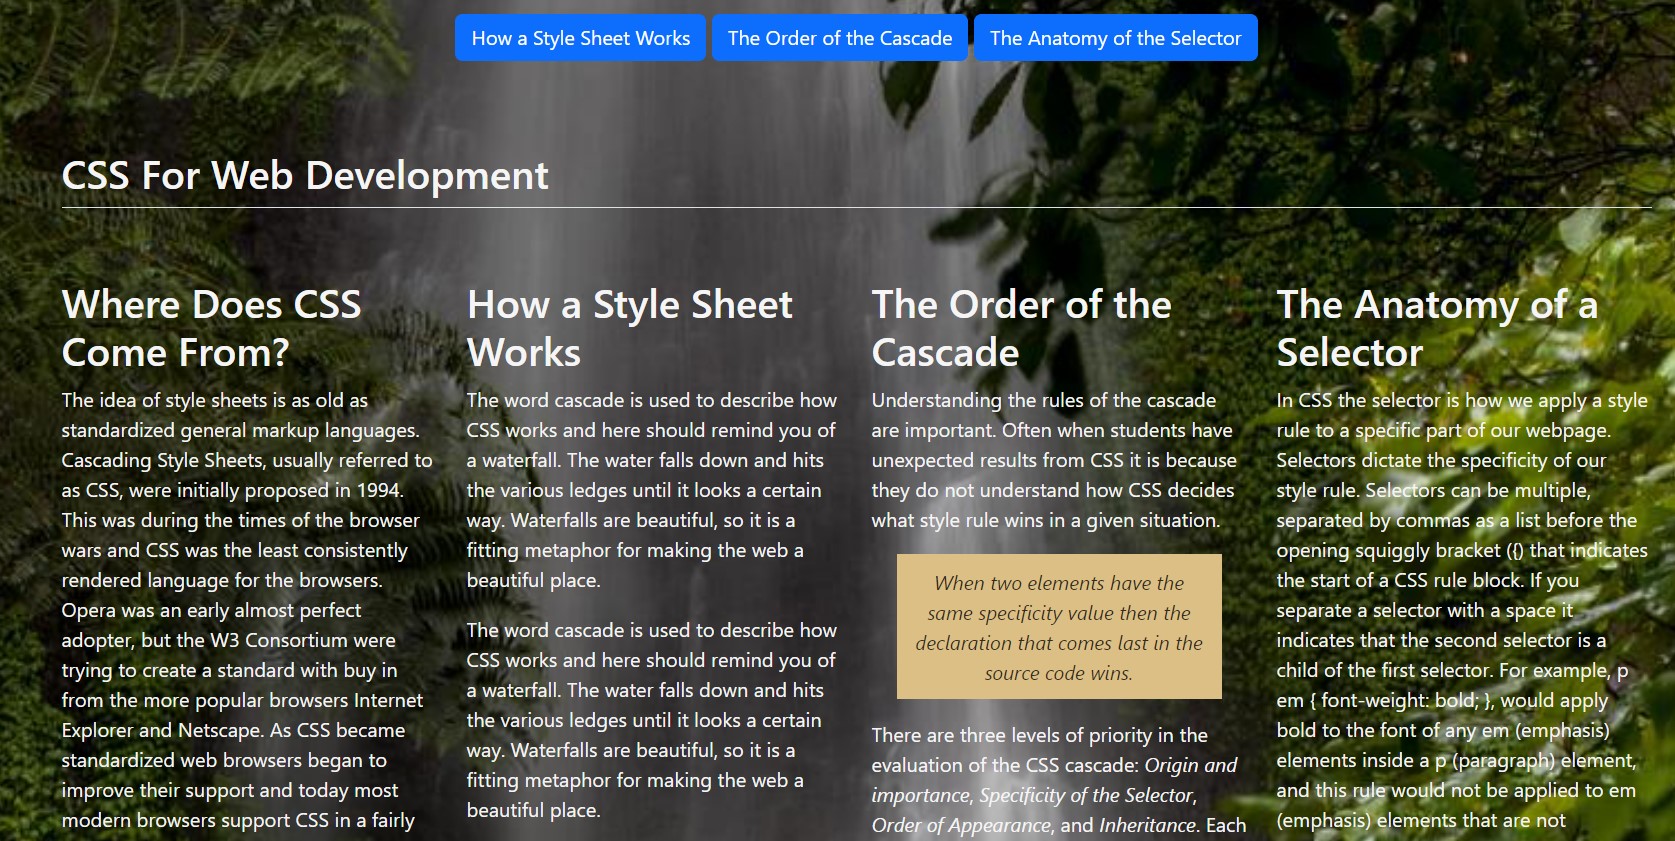 How a Style Sheet Works
The Order of the Cascade
The Anatomy of the Selector
CSS For Web Development
Where Does CSS
Come From?
The idea of style sheets is as old as
standardized general markup languages.
Cascading Style Sheets, usually referred to
as CSS, were initially proposed in 1994.
This was during the times of the browser
wars and CSS was the least consistently
rendered language for the browsers.
Opera was an early almost perfect
adopter, but the W3 Consortium were
trying to create a standard with buy in
from the more popular browsers Internet
Explorer and Netscape. As CSS became
standardized web browsers began to
improve their support and today most
modern browsers support CSS in a fairly
How a Style Sheet
Works
The word cascade is used to describe how
CSS works and here should remind you of
a waterfall. The water falls down and hits
the various ledges until it looks a certain
way. Waterfalls are beautiful, so it is a
fitting metaphor for making the web a
beautiful place.
The word cascade is used to describe how
CSS works and here should remind you of
a waterfall. The water falls down and hits
the various ledges until it looks a certain
way. Waterfalls are beautiful, so it is a
fitting metaphor for making the web a
beautiful place.
The Order of the
Cascade
Understanding the rules of the cascade
are important. Often when students have
unexpected results from CSS it is because
they do not understand how CSS decides
what style rule wins in a given situation.
When two elements have the
same specificity value then the
declaration that comes last in the
source code wins.
There are three levels of priority in the
evaluation of the CSS cascade: Origin and
importance, Specificity of the Selector,
Order of Appearance, and Inheritance. Each
The Anatomy of a
Selector
In CSS the selector is how we apply a style
rule to a specific part of our webpage.
Selectors dictate the specificity of our
style rule. Selectors can be multiple,
separated by commas as a list before the
opening squiggly bracket ({) that indicates
the start of a CSS rule block. If you
separate a selector with a space it
indicates that the second selector is a
child of the first selector. For example, p
em { font-weight: bold; }, would apply
bold to the font of any em (emphasis)
elements inside a p (paragraph) element,
and this rule would not be applied to em
(emphasis) elements that are not